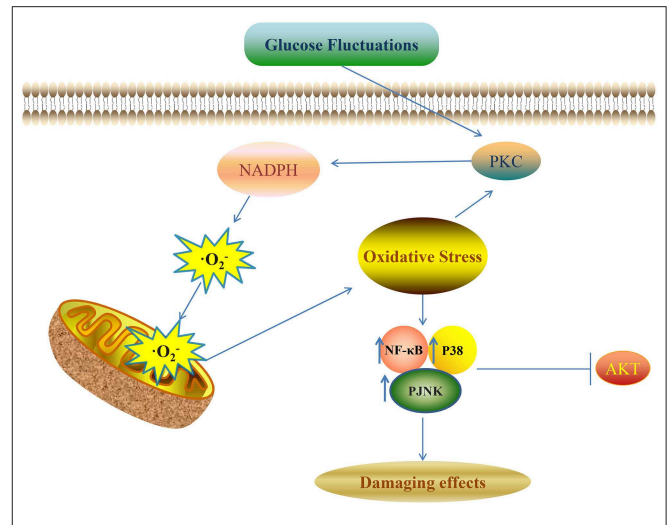 Glucose Fluctuations
PKC
NADPH
·O₂⁻
Oxidative Stress
·O₂⁻
NF-κB
P38
PJNK
AKT
Damaging effects